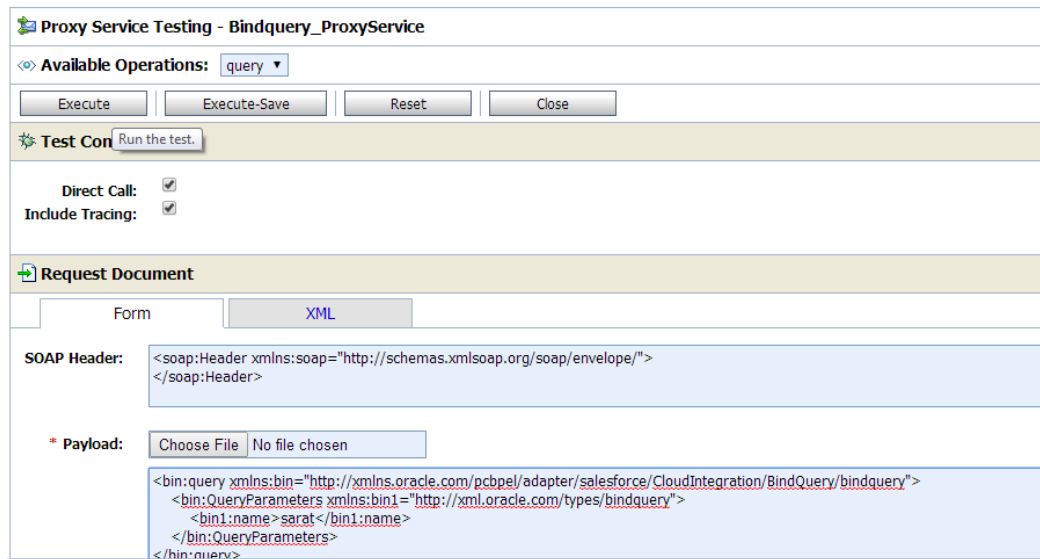 Proxy Service Testing - Bindquery_ProxyService
Available Operations: query
Execute Execute-Save Reset Close
Test Con Run the test.
Direct Call:
Include Tracing:
Request Document
Form XML
SOAP Header: <soap:Header xmlns:soap="http://schemas.xmlsoap.org/soap/envelope/">
</soap:Header>
* Payload: Choose File No file chosen
<bin:query xmlns:bin="http://xmlns.oracle.com/pcbpel/adapter/salesforce/CloudIntegration/BindQuery/bindquery">
<bin:QueryParameters xmlns:bin1="http://xml.oracle.com/types/bindquery">
<bin1:name>sarat</bin1:name>
</bin:QueryParameters>
</bin:query>